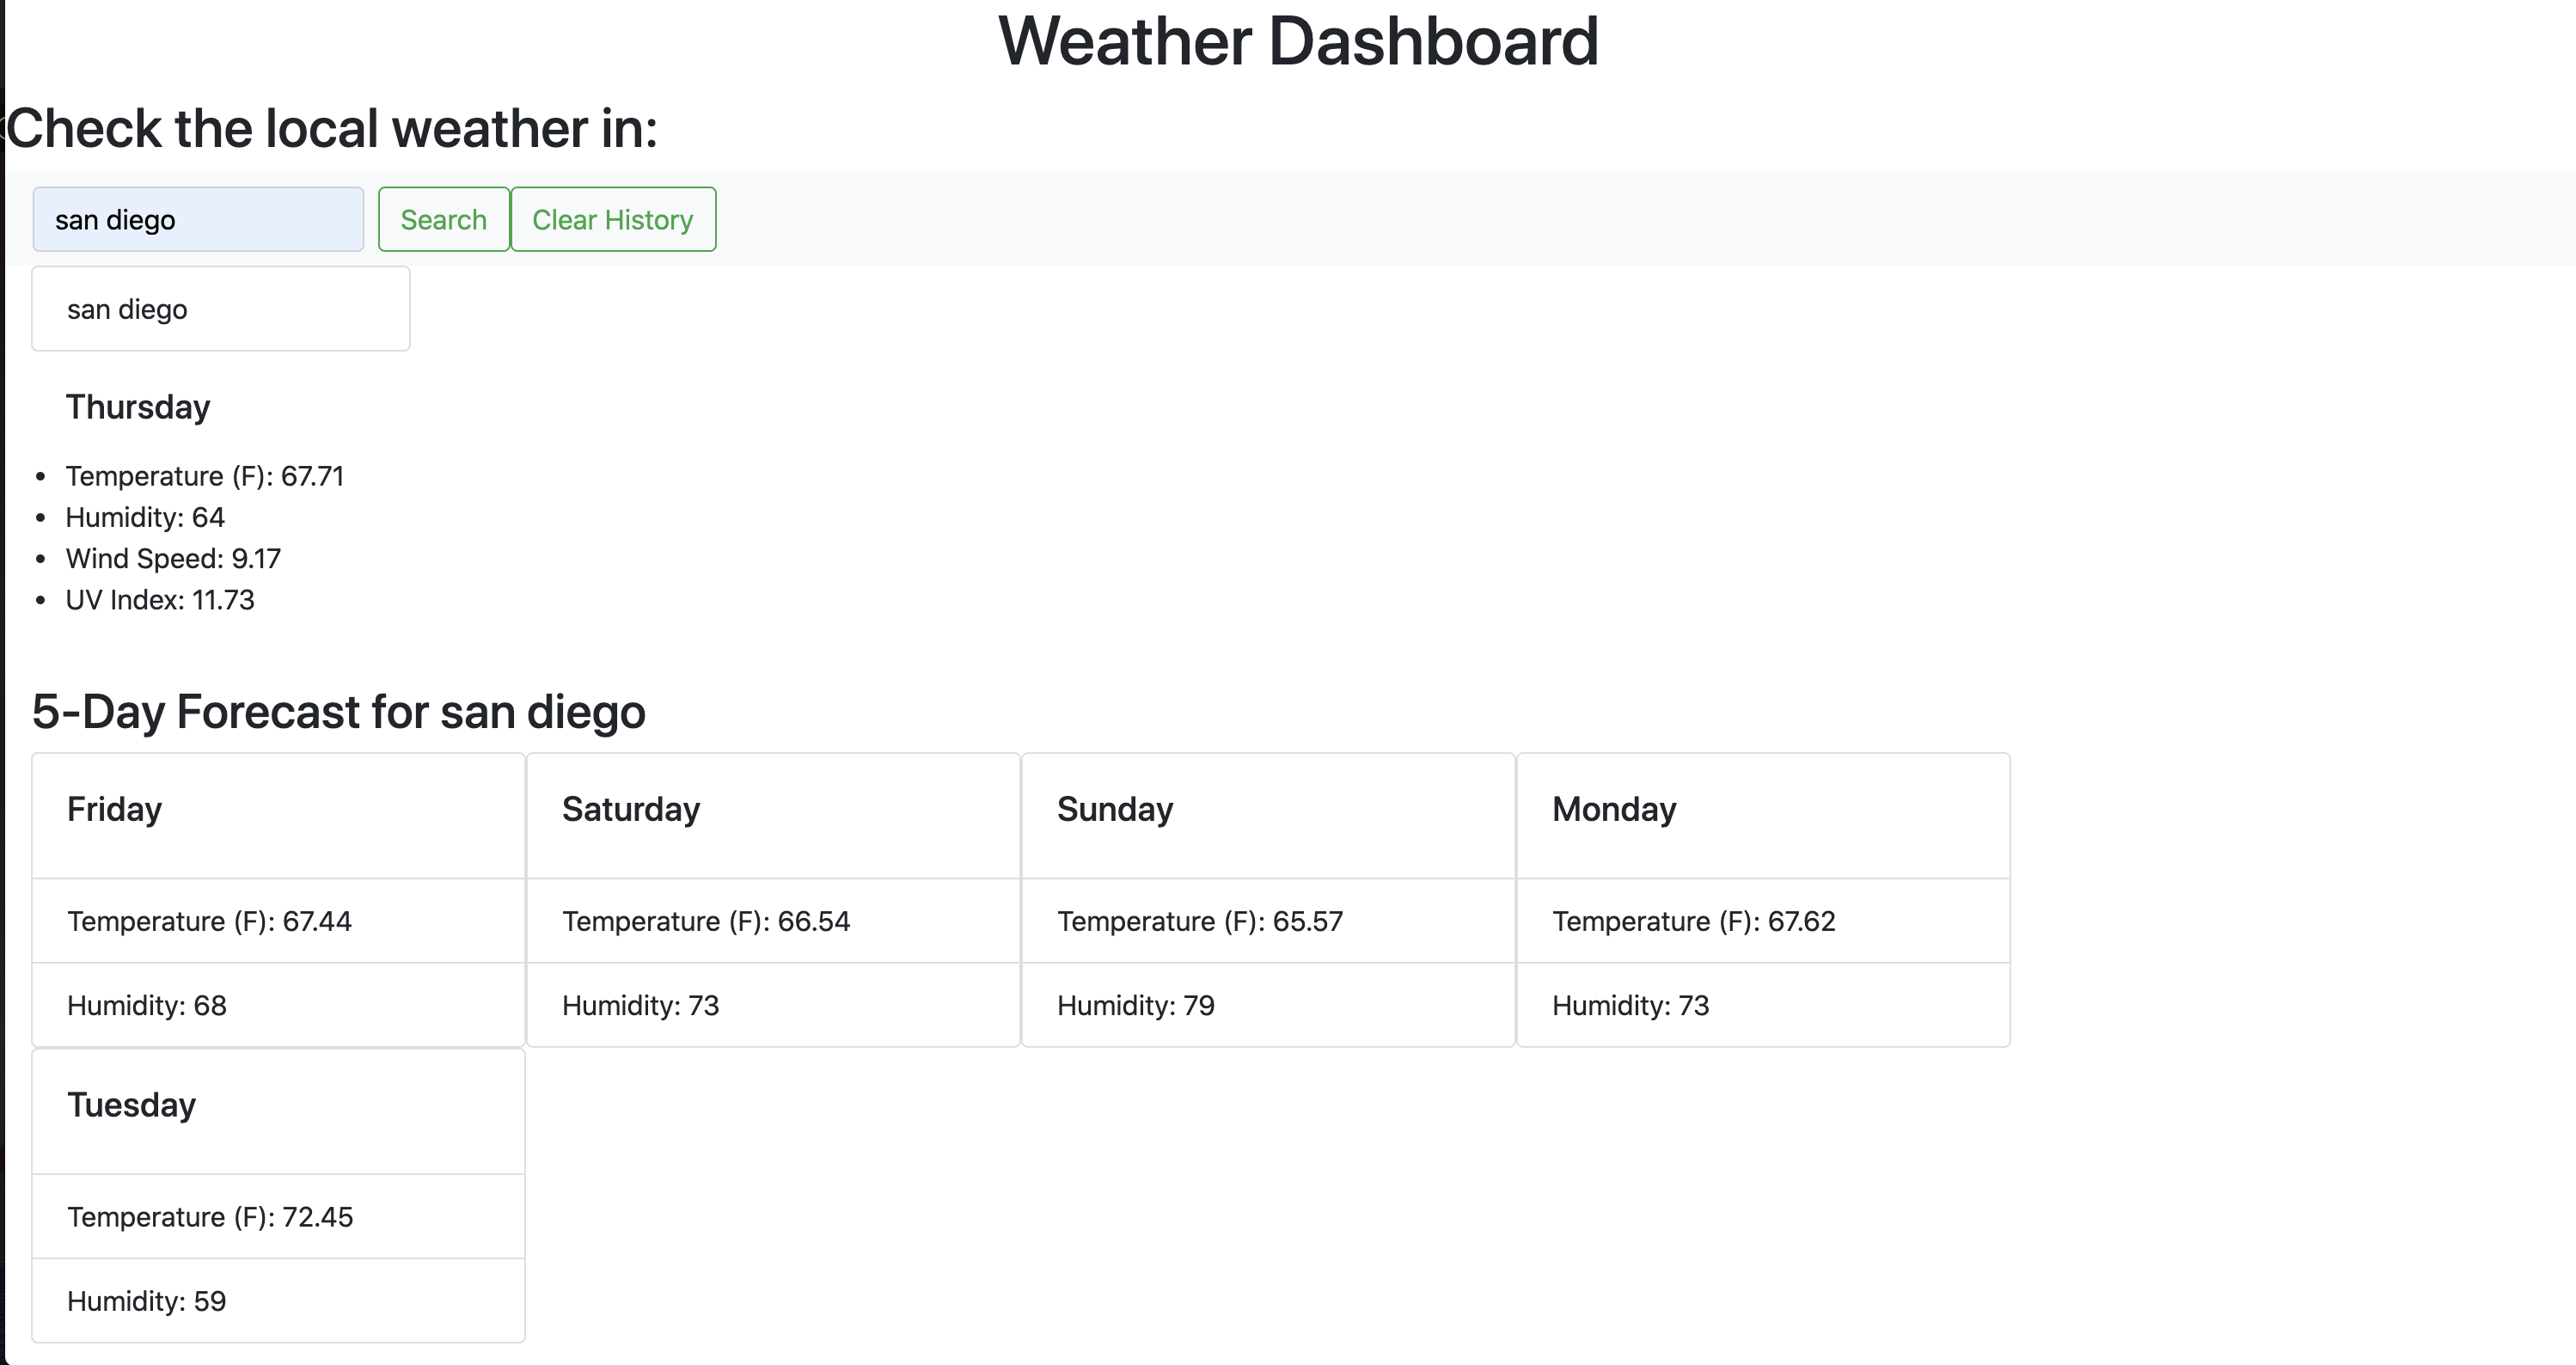 Weather Dashboard
Check the local weather in:
san diego Search Clear History
san diego
Thursday
• Temperature (F): 67.71
• Humidity: 64
• Wind Speed: 9.17
• UV Index: 11.73
5-Day Forecast for san diego
Friday Saturday Sunday Monday
Temperature (F): 67.44 Temperature (F): 66.54 Temperature (F): 65.57 Temperature (F): 67.62
Humidity: 68 Humidity: 73 Humidity: 79 Humidity: 73
Tuesday
Temperature (F): 72.45
Humidity: 59